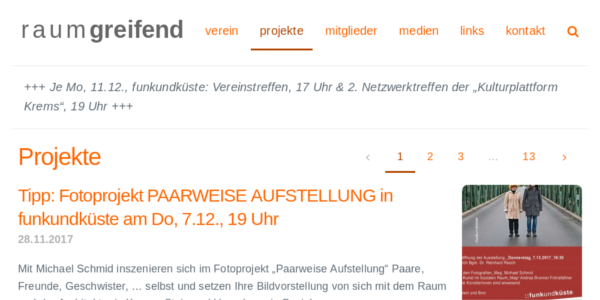 raumgreifend
verein projekte mitglieder medien links kontakt
+++ Je Mo, 11.12., funkundküste: Vereinstreffen, 17 Uhr & 2. Netzwerktreffen der „Kulturplattform
Krems“, 19 Uhr +++
Projekte
‹ 1 2 3 … 13 ›
Tipp: Fotoprojekt PAARWEISE AUFSTELLUNG in
funkundküste am Do, 7.12., 19 Uhr
28.11.2017
Mit Michael Schmid inszenieren sich im Fotoprojekt „Paarweise Aufstellung“ Paare,
Freunde, Geschwister, ... selbst und setzen Ihre Bildvorstellung von sich mit dem Raum
funkundküste